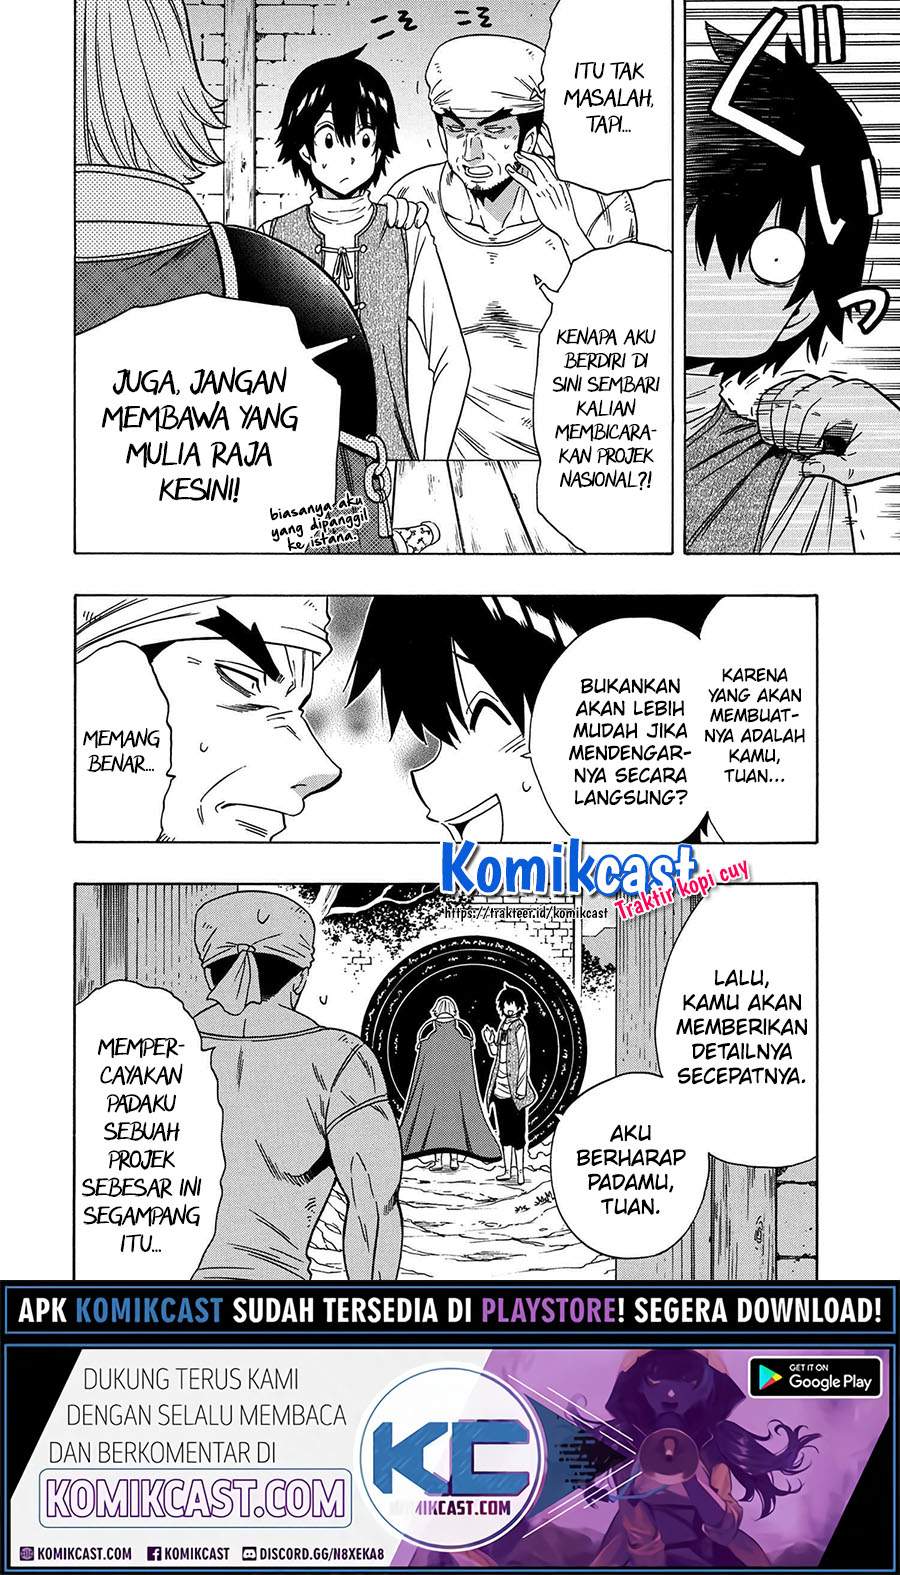 ITU TAK
MASALAH,
TAPI...
KENAPA AKU
BERDIRI DI
SINI SEMBARI
KALIAN
MEMBICARA-
KAN PROJEK
NASIONAL?!
JUGA, JANGAN
MEMBAWA YANG
MULIA RAJA
KESINI!
biasanya aku
yang dipanggil
ke istana.
KARENA
YANG AKAN
MEMBUAT-
NYA ADALAH
KAMU,
TUAN...
BUKANKAN
AKAN LEBIH
MUDAH JIKA
MENDENGAR-
NYA SECARA
LANGSUNG?
MEMANG
BENAR...
Komikcast
Traktir kopi cuy
https://trakteer.id/komikcast
LALU,
KAMU AKAN
MEMBERIKAN
DETAILNYA
SECEPATNYA.
AKU
BERHARAP
PADAMU,
TUAN.
MEMPER-
CAYAKAN
PADAKU
SEBUAH
PROJEK
SEBESAR INI
SEGAMPANG
ITU...
APK KOMIKCAST SUDAH TERSEDIA DI PLAYSTORE! SEGERA DOWNLOAD!
DUKUNG TERUS KAMI
DENGAN SELALU MEMBACA
DAN BERKOMENTAR DI
KOMIKCAST.COM
KOMIKCAST.COM KOMIKCAST DISCORD.GG/N8XEKA8
KC
KOMIKCAST.COM
GET IT ON
Google Play